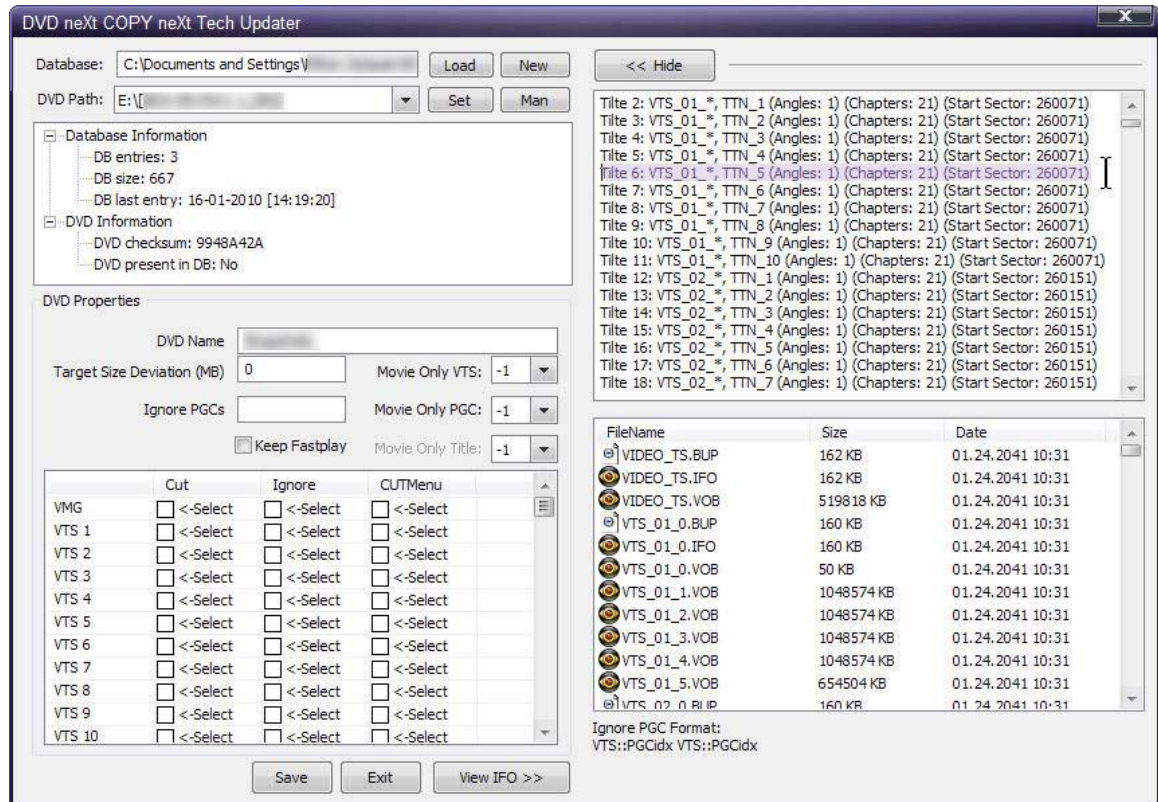 DVD neXt COPY neXt Tech Updater
X
Database: C:\Documents and Settings\ Load New
DVD Path: E:\[ Set Man
Database Information
DB entries: 3
DB size: 667
DB last entry: 16-01-2010 [14:19:20]
DVD Information
DVD checksum: 9948A42A
DVD present in DB: No
DVD Properties
DVD Name
Target Size Deviation (MB) 0 Movie Only VTS: -1
Ignore PGCs Movie Only PGC: -1
Keep Fastplay Movie Only Title: -1
Cut Ignore CUTMenu
VMG <-Select <-Select <-Select
VTS 1 <-Select <-Select <-Select
VTS 2 <-Select <-Select <-Select
VTS 3 <-Select <-Select <-Select
VTS 4 <-Select <-Select <-Select
VTS 5 <-Select <-Select <-Select
VTS 6 <-Select <-Select <-Select
VTS 7 <-Select <-Select <-Select
VTS 8 <-Select <-Select <-Select
VTS 9 <-Select <-Select <-Select
VTS 10 <-Select <-Select <-Select
Save Exit View IFO >>
<< Hide
Tilte 2: VTS_01_*, TTN_1 (Angles: 1) (Chapters: 21) (Start Sector: 260071)
Tilte 3: VTS_01_*, TTN_2 (Angles: 1) (Chapters: 21) (Start Sector: 260071)
Tilte 4: VTS_01_*, TTN_3 (Angles: 1) (Chapters: 21) (Start Sector: 260071)
Tilte 5: VTS_01_*, TTN_4 (Angles: 1) (Chapters: 21) (Start Sector: 260071)
Tilte 6: VTS_01_*, TTN_5 (Angles: 1) (Chapters: 21) (Start Sector: 260071)
Tilte 7: VTS_01_*, TTN_6 (Angles: 1) (Chapters: 21) (Start Sector: 260071)
Tilte 8: VTS_01_*, TTN_7 (Angles: 1) (Chapters: 21) (Start Sector: 260071)
Tilte 9: VTS_01_*, TTN_8 (Angles: 1) (Chapters: 21) (Start Sector: 260071)
Tilte 10: VTS_01_*, TTN_9 (Angles: 1) (Chapters: 21) (Start Sector: 260071)
Tilte 11: VTS_01_*, TTN_10 (Angles: 1) (Chapters: 21) (Start Sector: 260071)
Tilte 12: VTS_02_*, TTN_1 (Angles: 1) (Chapters: 21) (Start Sector: 260151)
Tilte 13: VTS_02_*, TTN_2 (Angles: 1) (Chapters: 21) (Start Sector: 260151)
Tilte 14: VTS_02_*, TTN_3 (Angles: 1) (Chapters: 21) (Start Sector: 260151)
Tilte 15: VTS_02_*, TTN_4 (Angles: 1) (Chapters: 21) (Start Sector: 260151)
Tilte 16: VTS_02_*, TTN_5 (Angles: 1) (Chapters: 21) (Start Sector: 260151)
Tilte 17: VTS_02_*, TTN_6 (Angles: 1) (Chapters: 21) (Start Sector: 260151)
Tilte 18: VTS_02_*, TTN_7 (Angles: 1) (Chapters: 21) (Start Sector: 260151)
FileName Size Date
VIDEO_TS.BUP 162 KB 01.24.2041 10:31
VIDEO_TS.IFO 162 KB 01.24.2041 10:31
VIDEO_TS.VOB 519818 KB 01.24.2041 10:31
VTS_01_0.BUP 160 KB 01.24.2041 10:31
VTS_01_0.IFO 160 KB 01.24.2041 10:31
VTS_01_0.VOB 50 KB 01.24.2041 10:31
VTS_01_1.VOB 1048574 KB 01.24.2041 10:31
VTS_01_2.VOB 1048574 KB 01.24.2041 10:31
VTS_01_3.VOB 1048574 KB 01.24.2041 10:31
VTS_01_4.VOB 1048574 KB 01.24.2041 10:31
VTS_01_5.VOB 654504 KB 01.24.2041 10:31
VTS_02_0.BUP 160 KB 01.24.2041 10:31
Ignore PGC Format:
VTS::PGCidx VTS::PGCidx